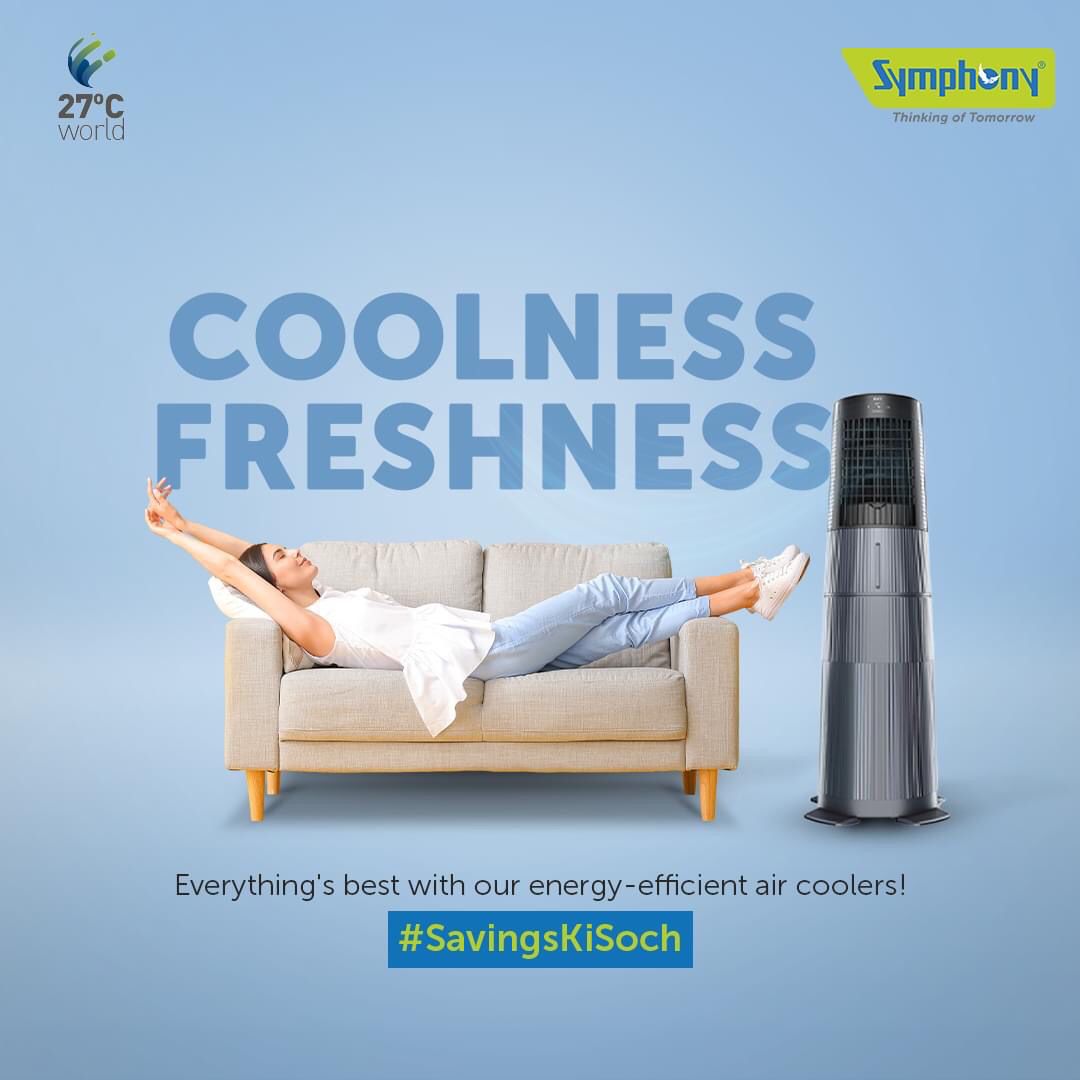 27°C
world
Symphony®
Thinking of Tomorrow
COOLNESS
FRESHNESS
Everything's best with our energy-efficient air coolers!
#SavingsKiSoch